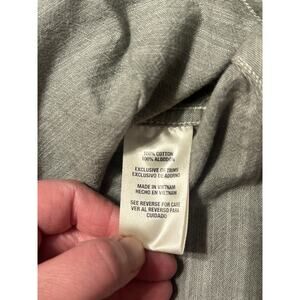 100% COTTON
100% ALGODON
EXCLUSIVE OF TRIMS
EXCLUSIVO DE ADORNO
MADE IN VIETNAM
HECHO EN VIETNAM
SEE REVERSE FOR CARE
VER AL REVERSO PARA
CUIDADO